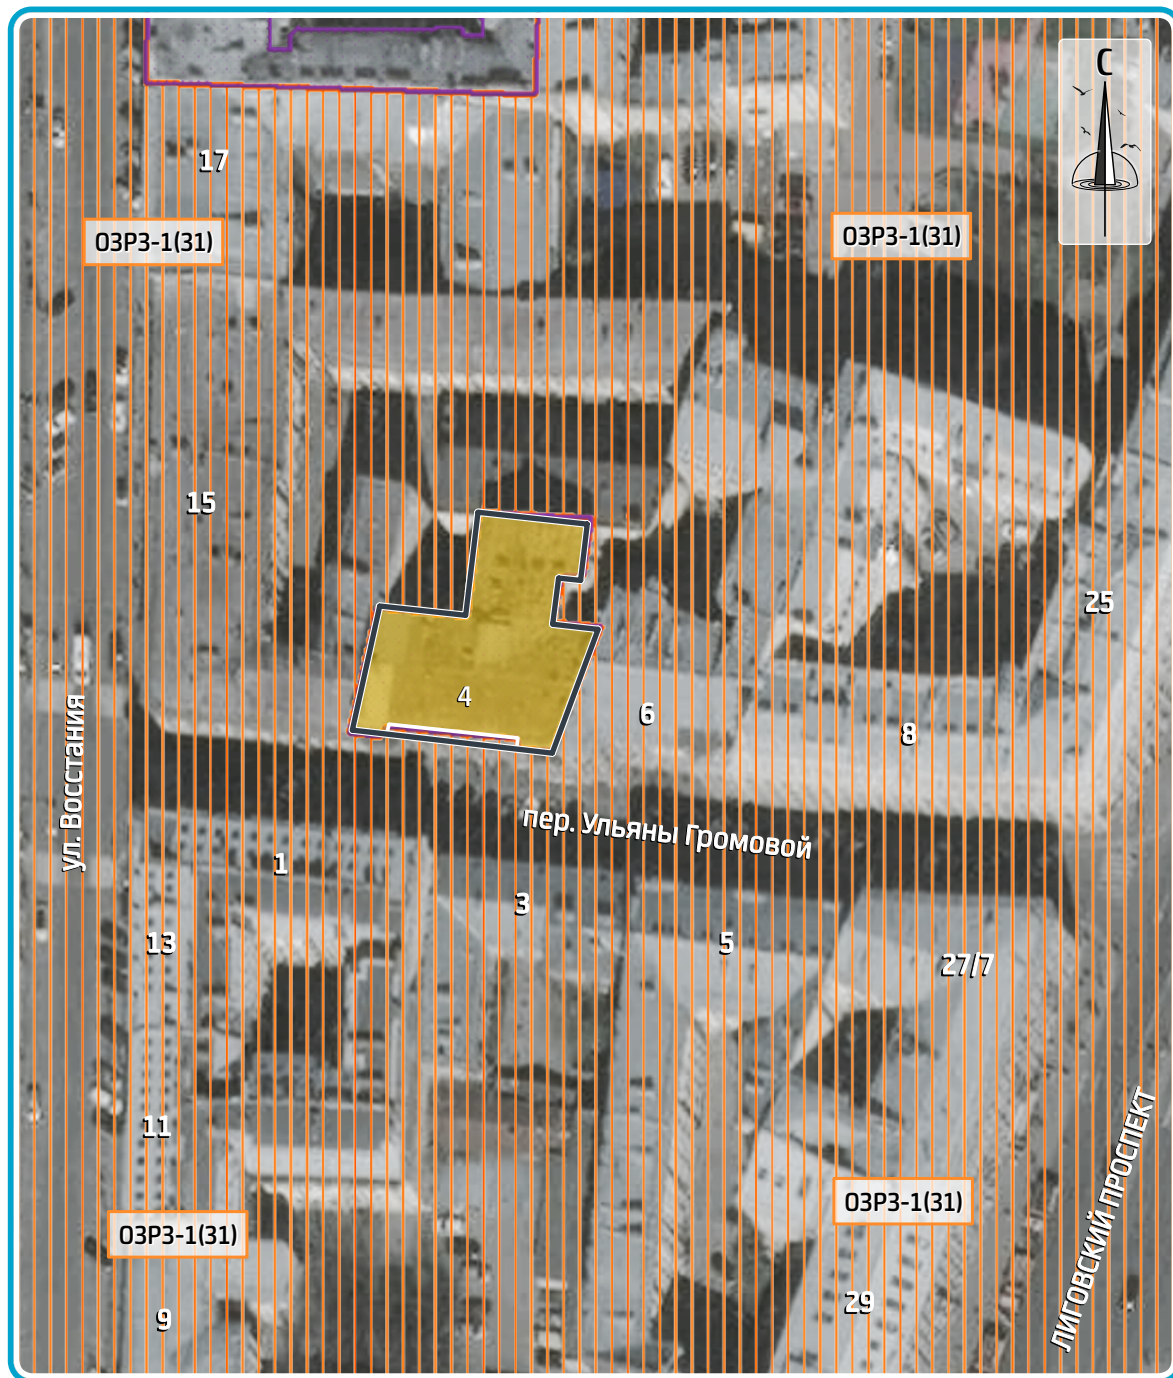 С
17
ОЗРЗ-1(31)
ОЗРЗ-1(31)
15
25
4
6
8
ул. Восстания
пер. Ульяны Громовой
1
3
13
5
27/7
11
ЛИГОВСКИЙ ПРОСПЕКТ
ОЗРЗ-1(31)
ОЗРЗ-1(31)
9
29